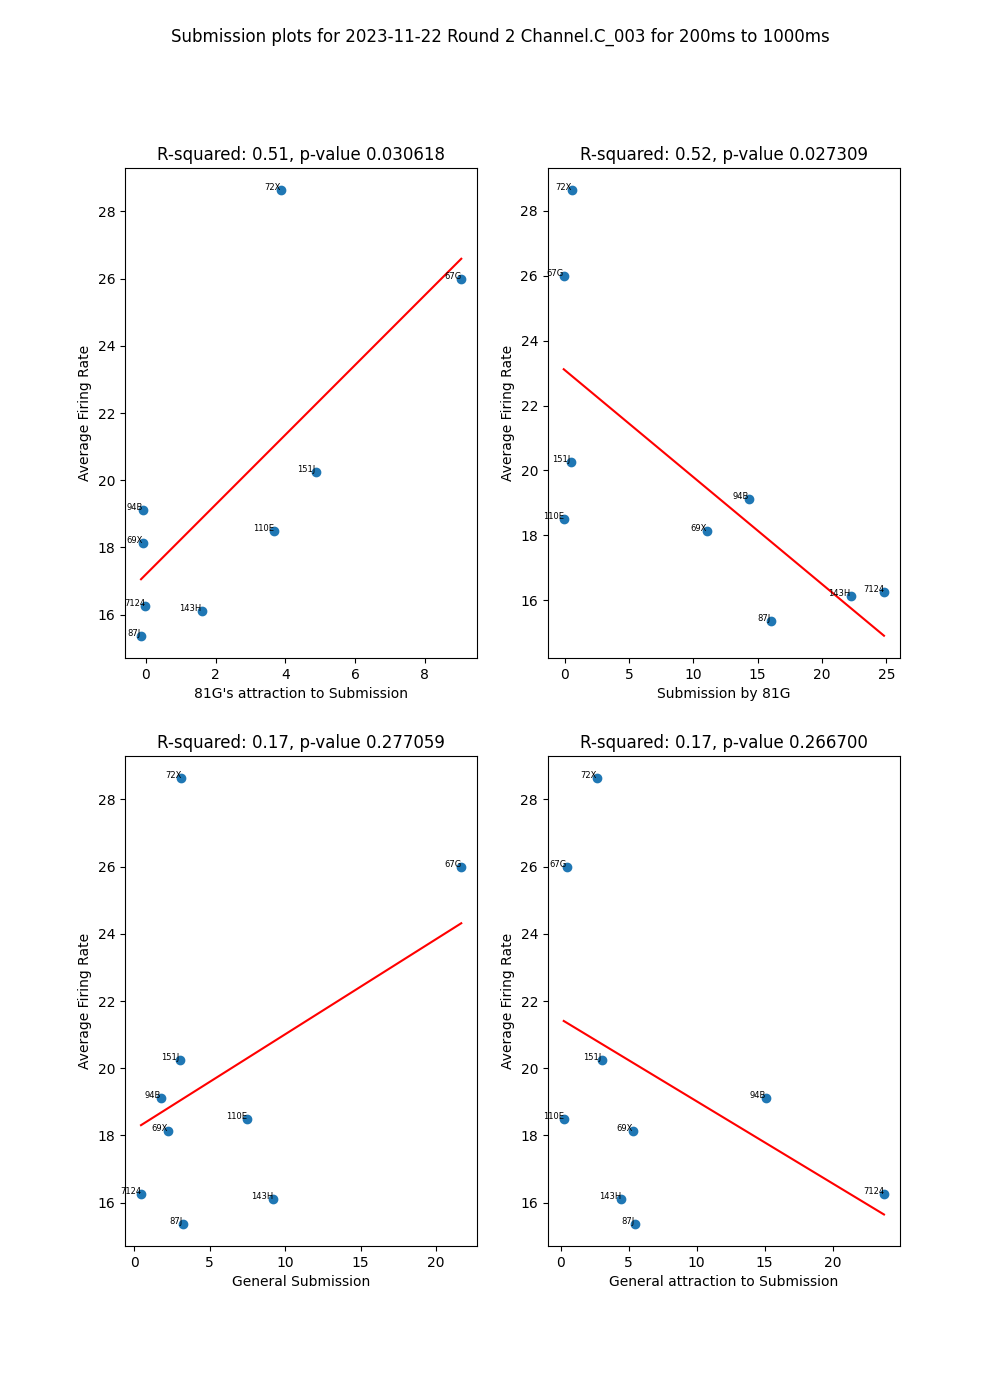 Submission plots for 2023-11-22 Round 2 Channel.C_003 for 200ms to 1000ms
R-squared: 0.51, p-value 0.030618
28
26
24
22
20
18
16
Average Firing Rate
72X
67G
151J
110E
94B
69X
7124
143H
87J
0 2 4 6 8
81G's attraction to Submission
R-squared: 0.52, p-value 0.027309
28
26
24
22
20
18
16
Average Firing Rate
72X
67G
151J
110E
94B
69X
143H
7124
87J
0 5 10 15 20 25
Submission by 81G
R-squared: 0.17, p-value 0.277059
28
26
24
22
20
18
16
Average Firing Rate
72X
67G
151J
94B
69X
110E
7124
143H
87J
0 5 10 15 20
General Submission
R-squared: 0.17, p-value 0.266700
28
26
24
22
20
18
16
Average Firing Rate
72X
67G
151J
94B
110E
69X
143H
7124
87J
0 5 10 15 20
General attraction to Submission